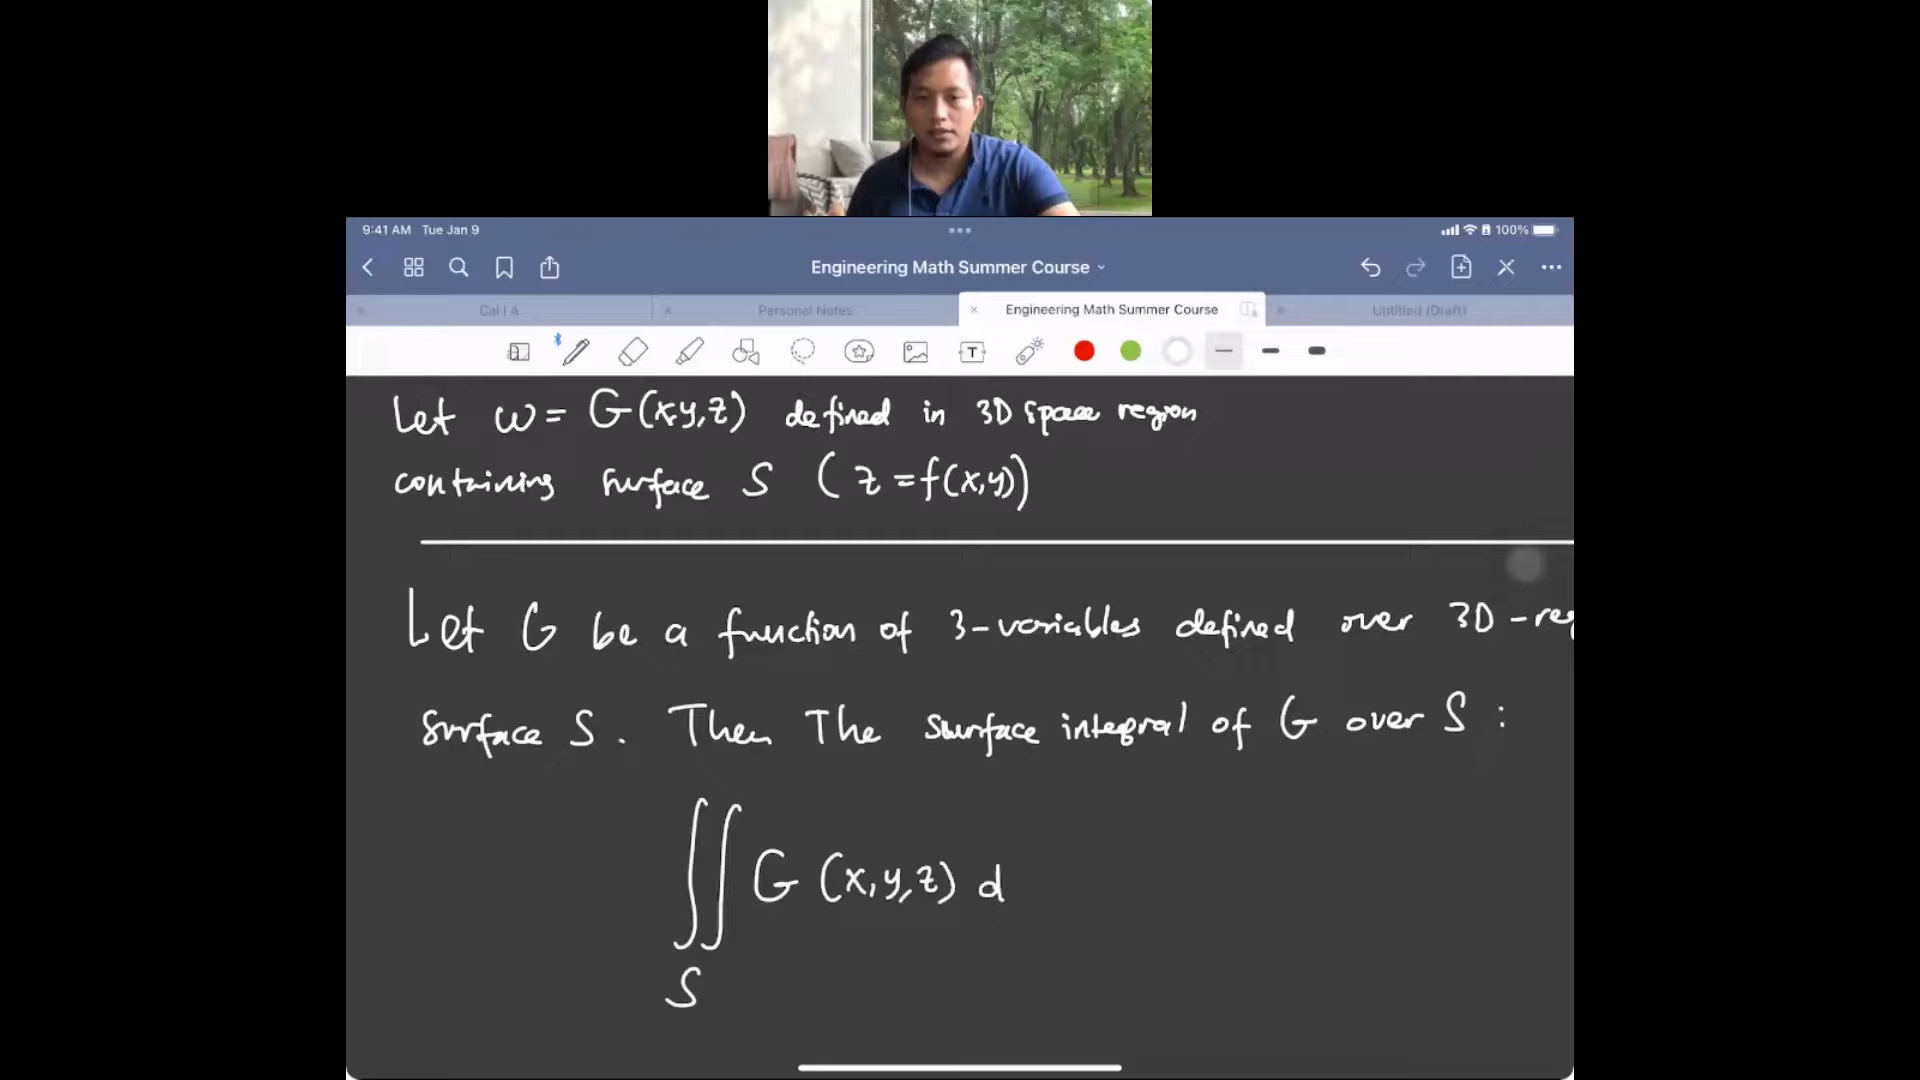 9:41 AM Tue Jan 9
100%
Engineering Math Summer Course
Cal I A
Personal Notes
Engineering Math Summer Course
Untitled (Draft)
T
Let w = G(x,y,z) defined in 3D space region
containing surface S (z = f(x,y))
Let G be a function of 3-variables defined over 3D-reg
surface S. Then The surface integral of G over S :
∬ G (x,y,z) d
S